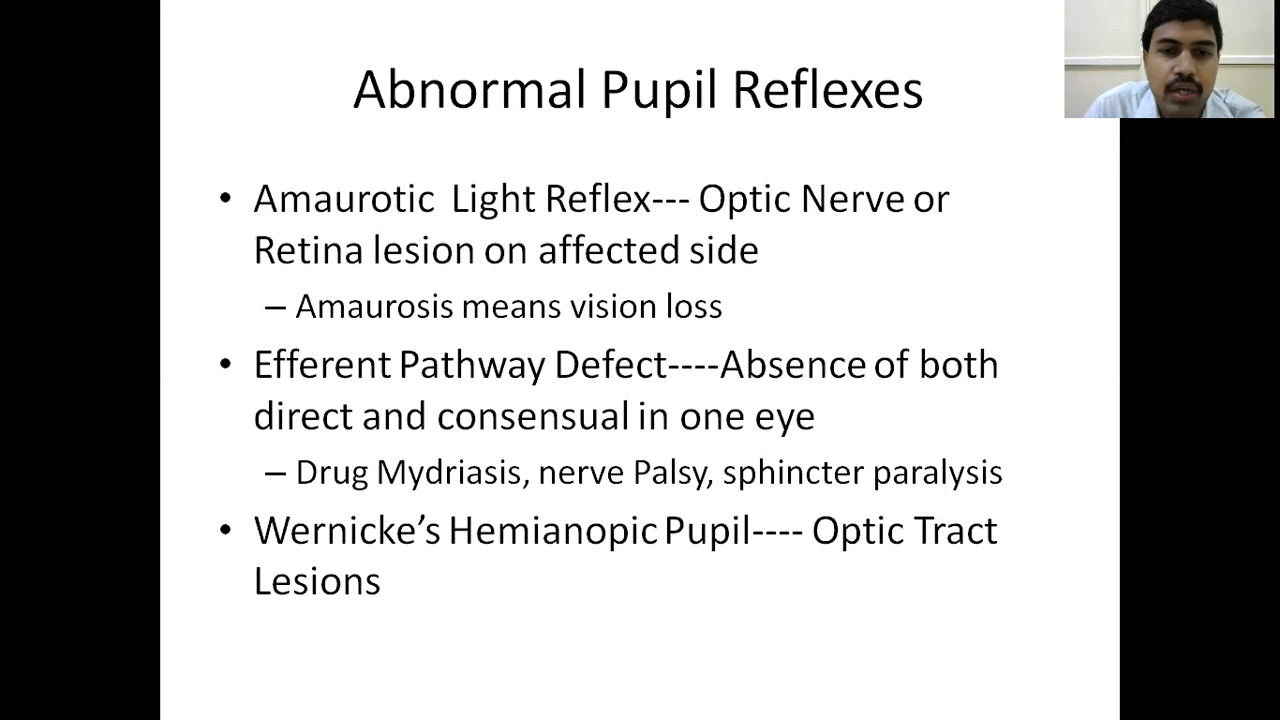 Abnormal Pupil Reflexes
• Amaurotic Light Reflex--- Optic Nerve or
Retina lesion on affected side
– Amaurosis means vision loss
• Efferent Pathway Defect----Absence of both
direct and consensual in one eye
– Drug Mydriasis, nerve Palsy, sphincter paralysis
• Wernicke’s Hemianopic Pupil---- Optic Tract
Lesions